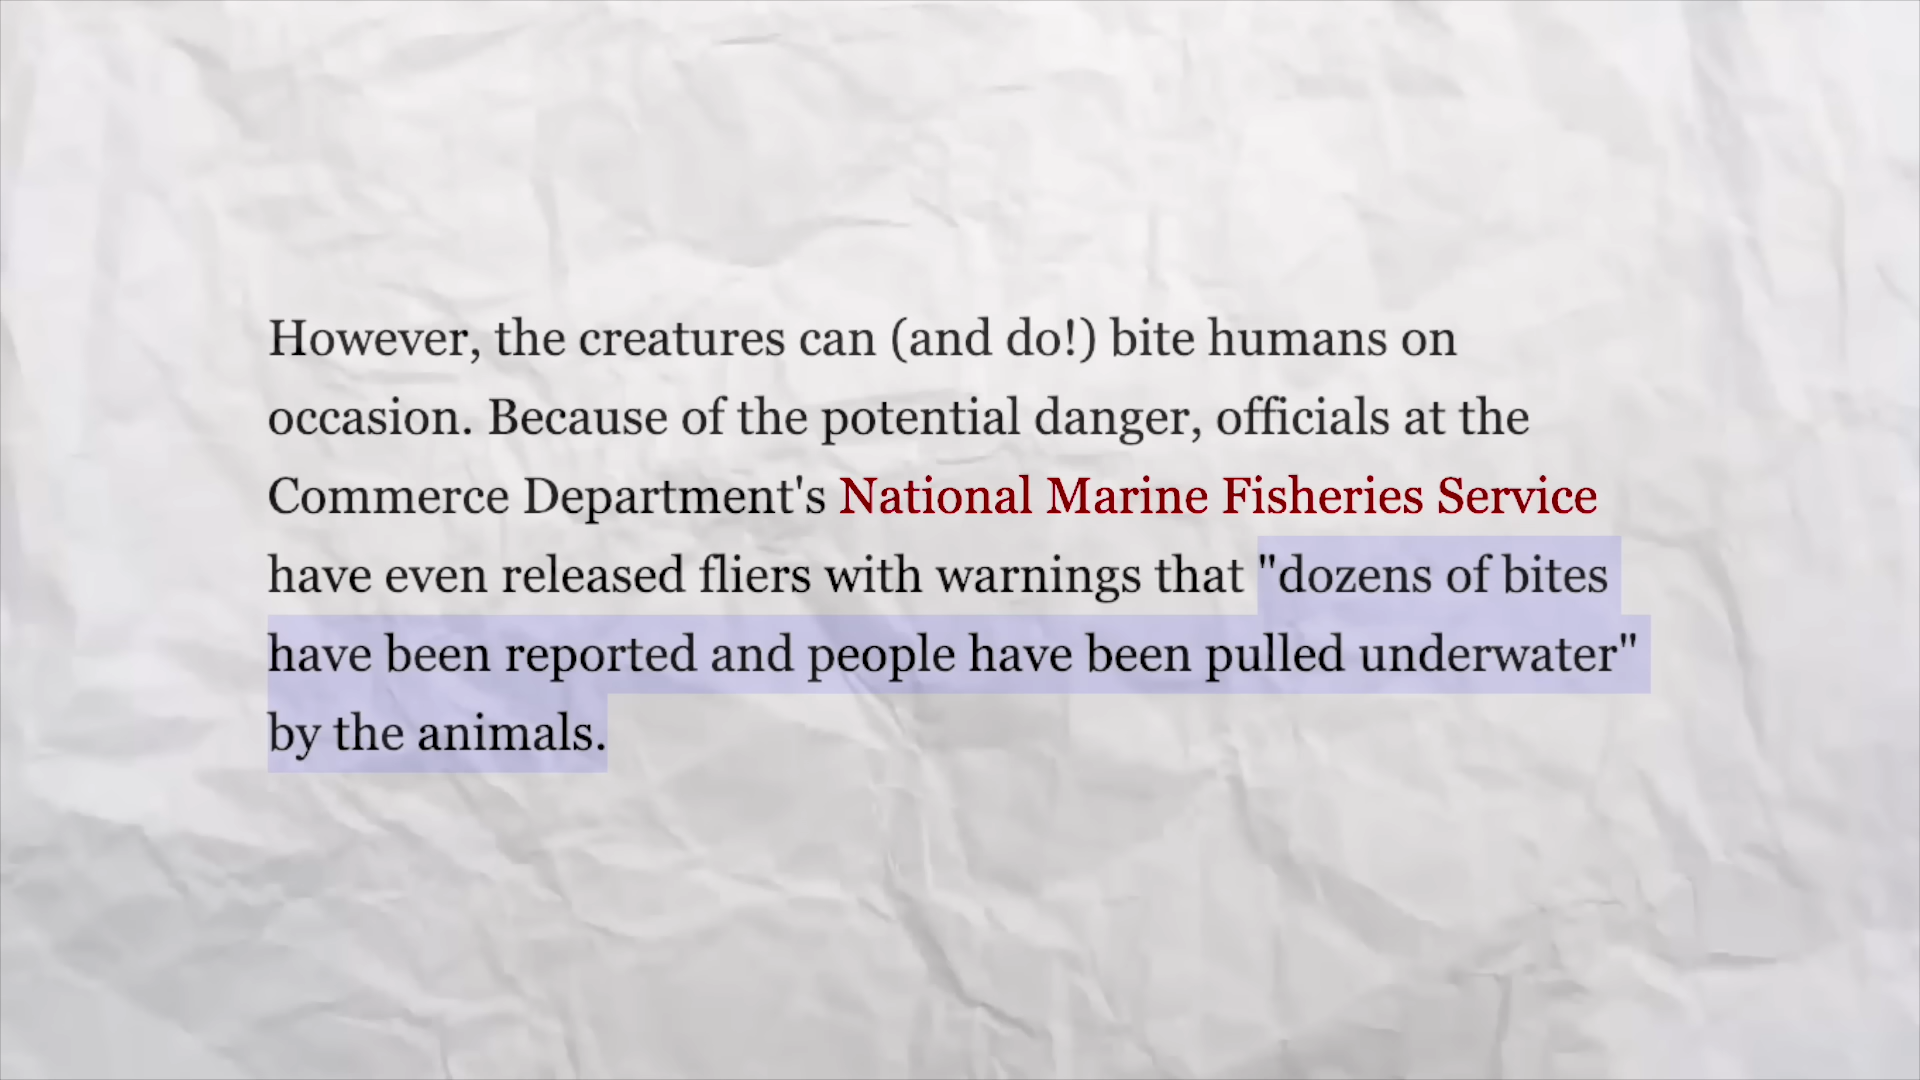 However, the creatures can (and do!) bite humans on
occasion. Because of the potential danger, officials at the
Commerce Department's National Marine Fisheries Service
have even released fliers with warnings that "dozens of bites
have been reported and people have been pulled underwater"
by the animals.